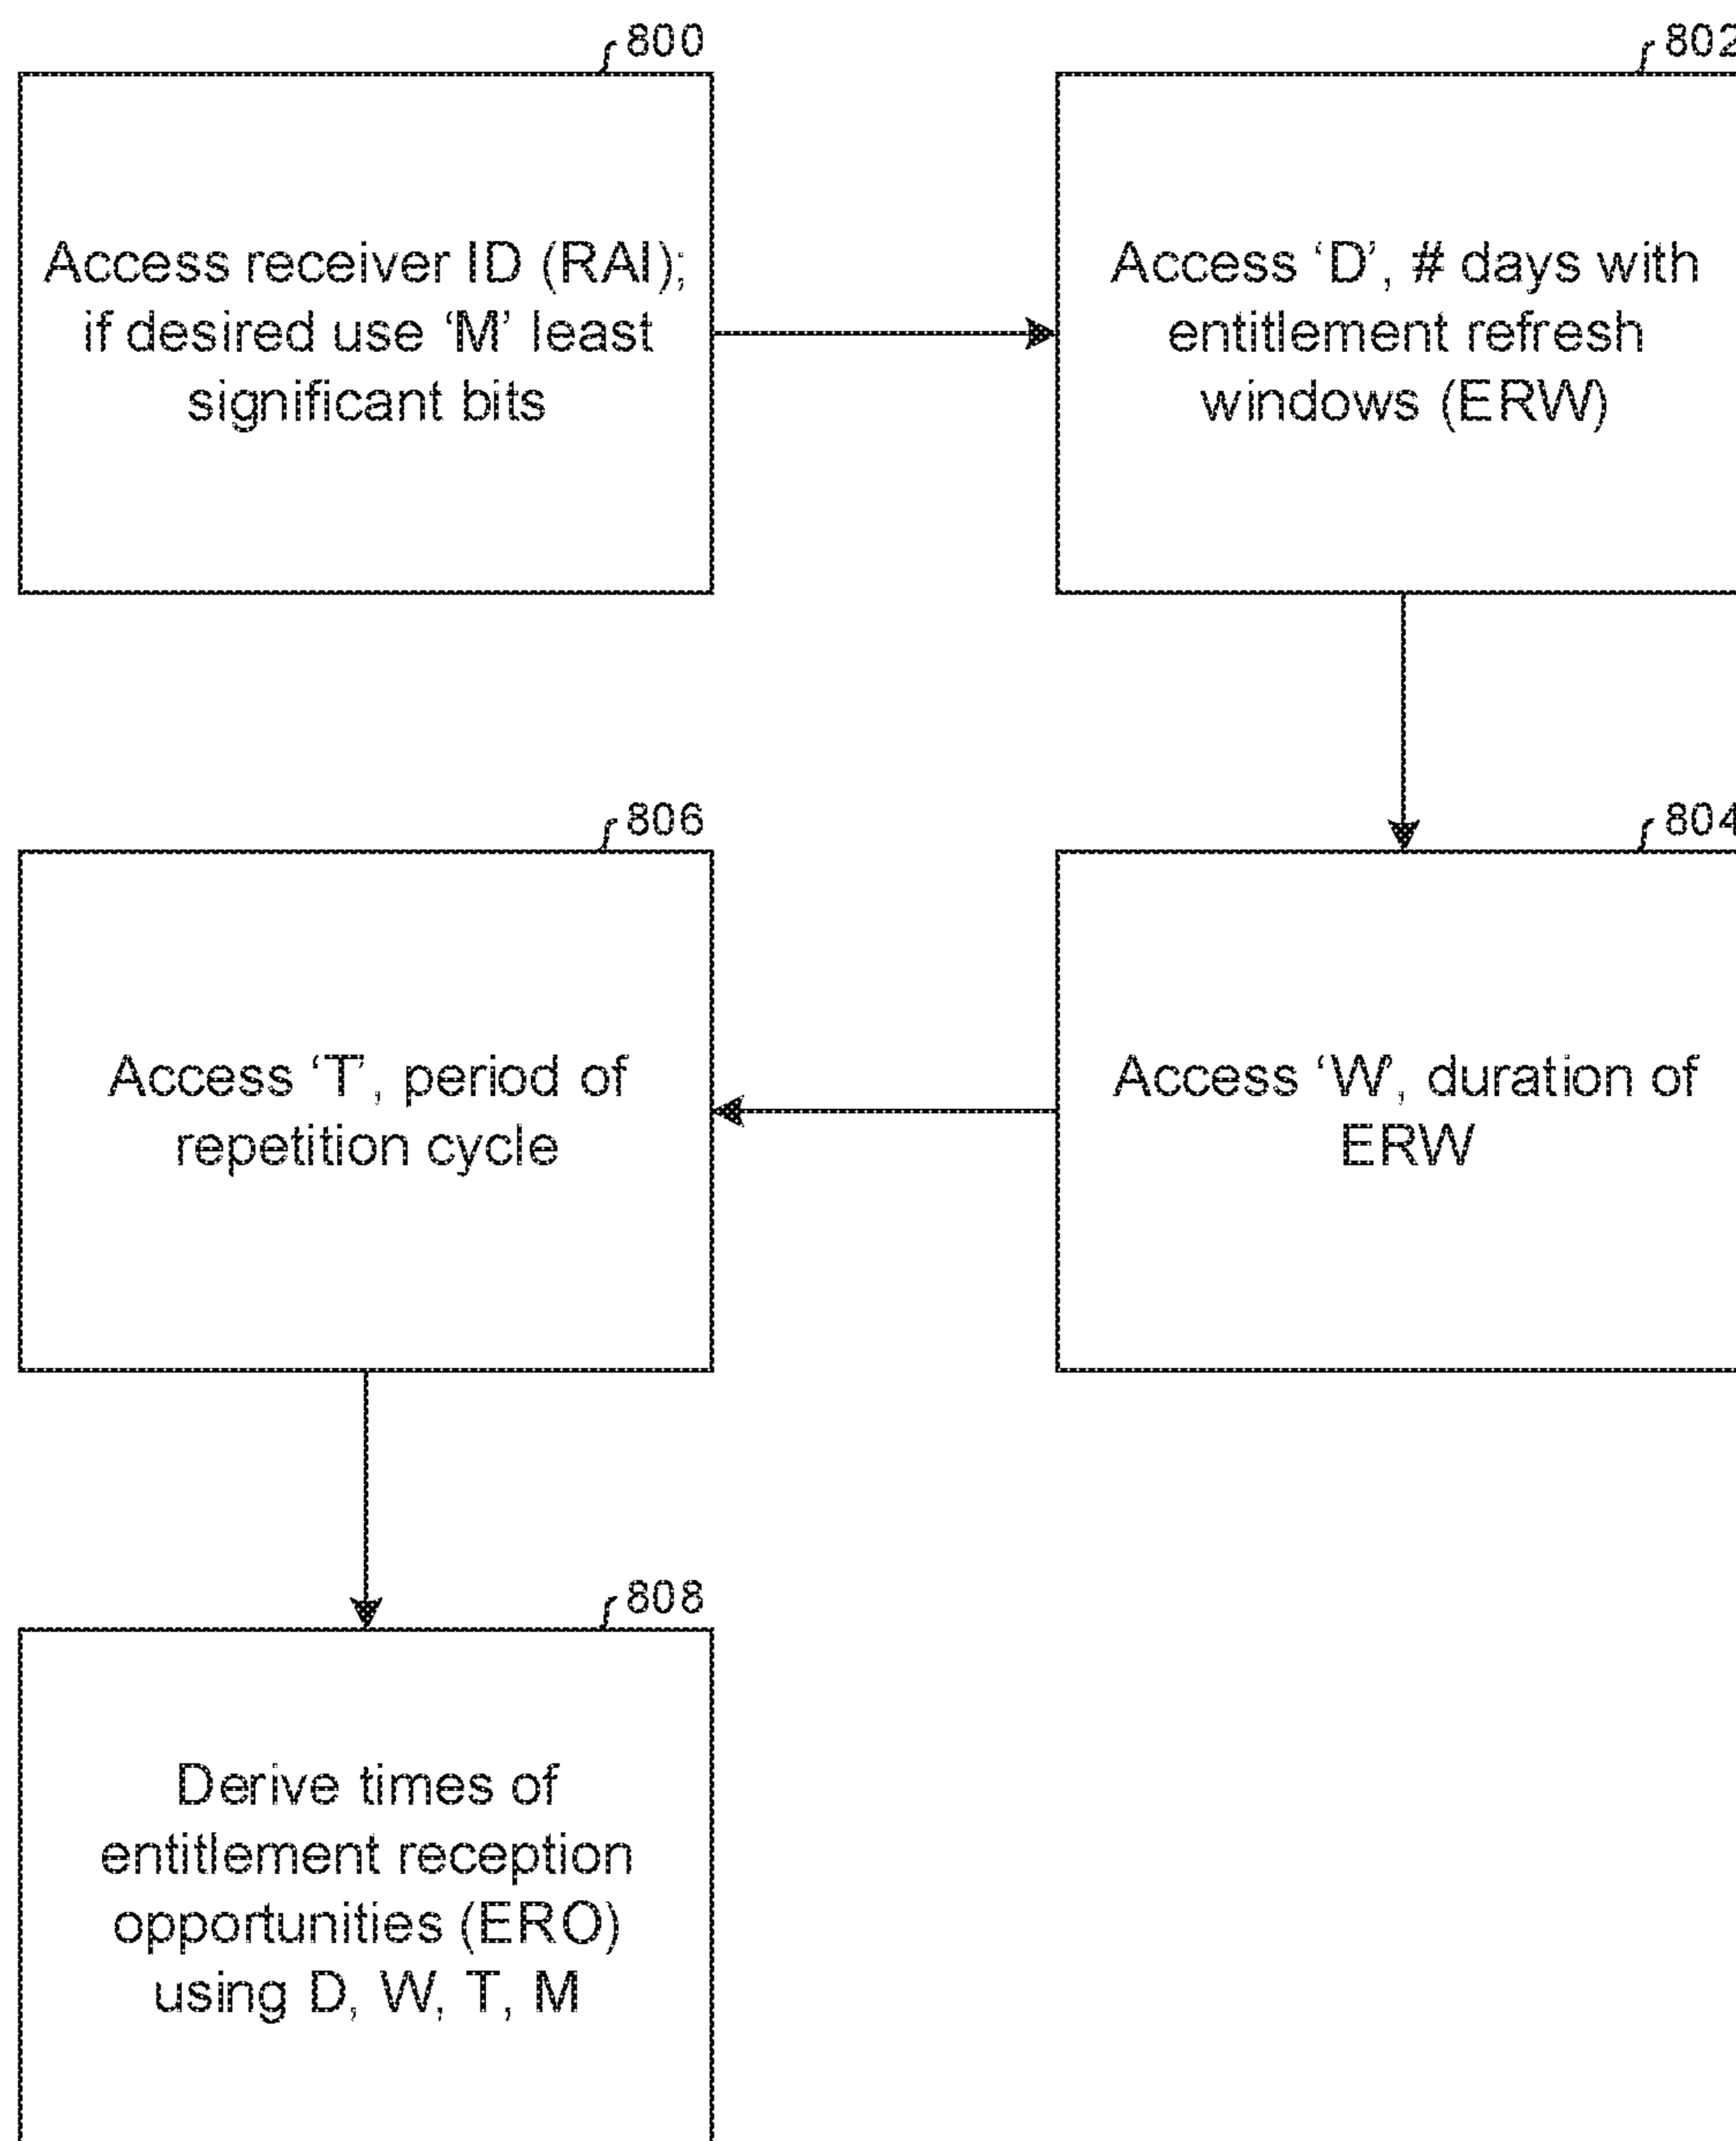 800
Access receiver ID (RAI);
if desired use ‘M’ least
significant bits
802
Access ‘D’, # days with
entitlement refresh
windows (ERW)
804
Access ‘W’, duration of
ERW
806
Access ‘T’, period of
repetition cycle
808
Derive times of
entitlement reception
opportunities (ERO)
using D, W, T, M